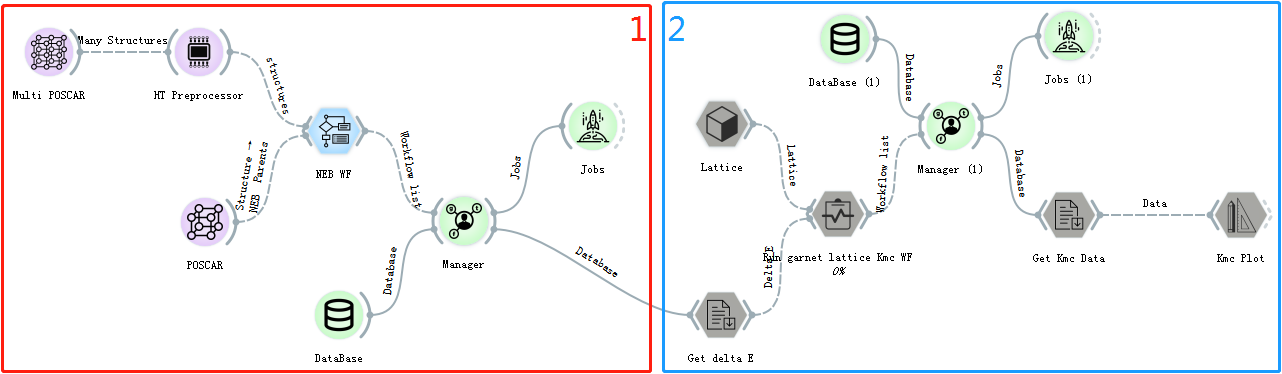 1
Many Structures
Multi POSCAR
HT Preprocessor
structures
Structure →
NEB Parents
NEB WF
POSCAR
Workflow list
Jobs
Jobs
Manager
Database
DataBase
Database
2
DataBase (1)
Database
Jobs
Jobs (1)
Lattice
Lattice
Workflow list
Manager (1)
Database
Run garnet lattice Kmc WF
0%
Delta E
Get delta E
Get Kmc Data
Data
Kmc Plot